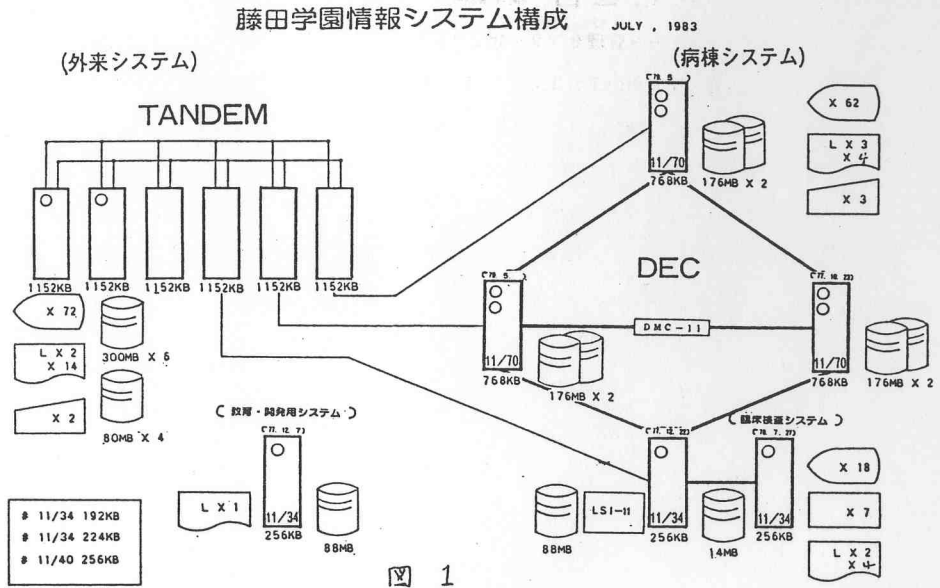 藤田学園情報システム構成 JULY , 1983
(外来システム)
(病棟システム)
TANDEM
1152KB
1152KB
1152KB
1152KB
1152KB
1152KB
X 72
300MB X 6
L X 2
X 14
X 2
80MB X 4
11/70
768KB
176MB X 2
X 62
L X 3
X 4
X 3
DEC
11/70
768KB
176MB X 2
DMC-11
11/70
768KB
176MB X 2
(教育・開発用システム)
L X 1
11/34
256KB
88MB
(臨床検査システム)
88MB
LSI-11
11/34
256KB
14MB
11/34
256KB
X 18
X 7
L X 2
X 4
# 11/34 192KB
# 11/34 224KB
# 11/40 256KB
図 1